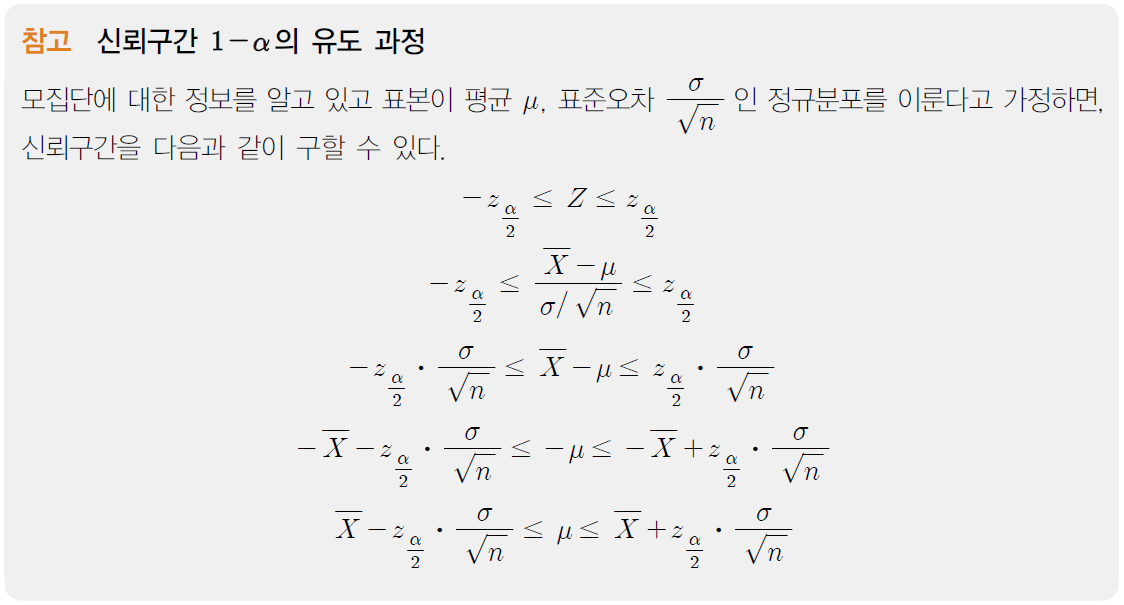 참고 신뢰구간 1-α의 유도 과정
모집단에 대한 정보를 알고 있고 표본이 평균 μ, 표준오차 σ/√n 인 정규분포를 이룬다고 가정하면,
신뢰구간을 다음과 같이 구할 수 있다.
-z_{α/2} ≤ Z ≤ z_{α/2}
-z_{α/2} ≤ (X̅-μ)/(σ/√n) ≤ z_{α/2}
-z_{α/2} · σ/√n ≤ X̅-μ ≤ z_{α/2} · σ/√n
-X̅-z_{α/2} · σ/√n ≤ -μ ≤ -X̅+z_{α/2} · σ/√n
X̅-z_{α/2} · σ/√n ≤ μ ≤ X̅+z_{α/2} · σ/√n